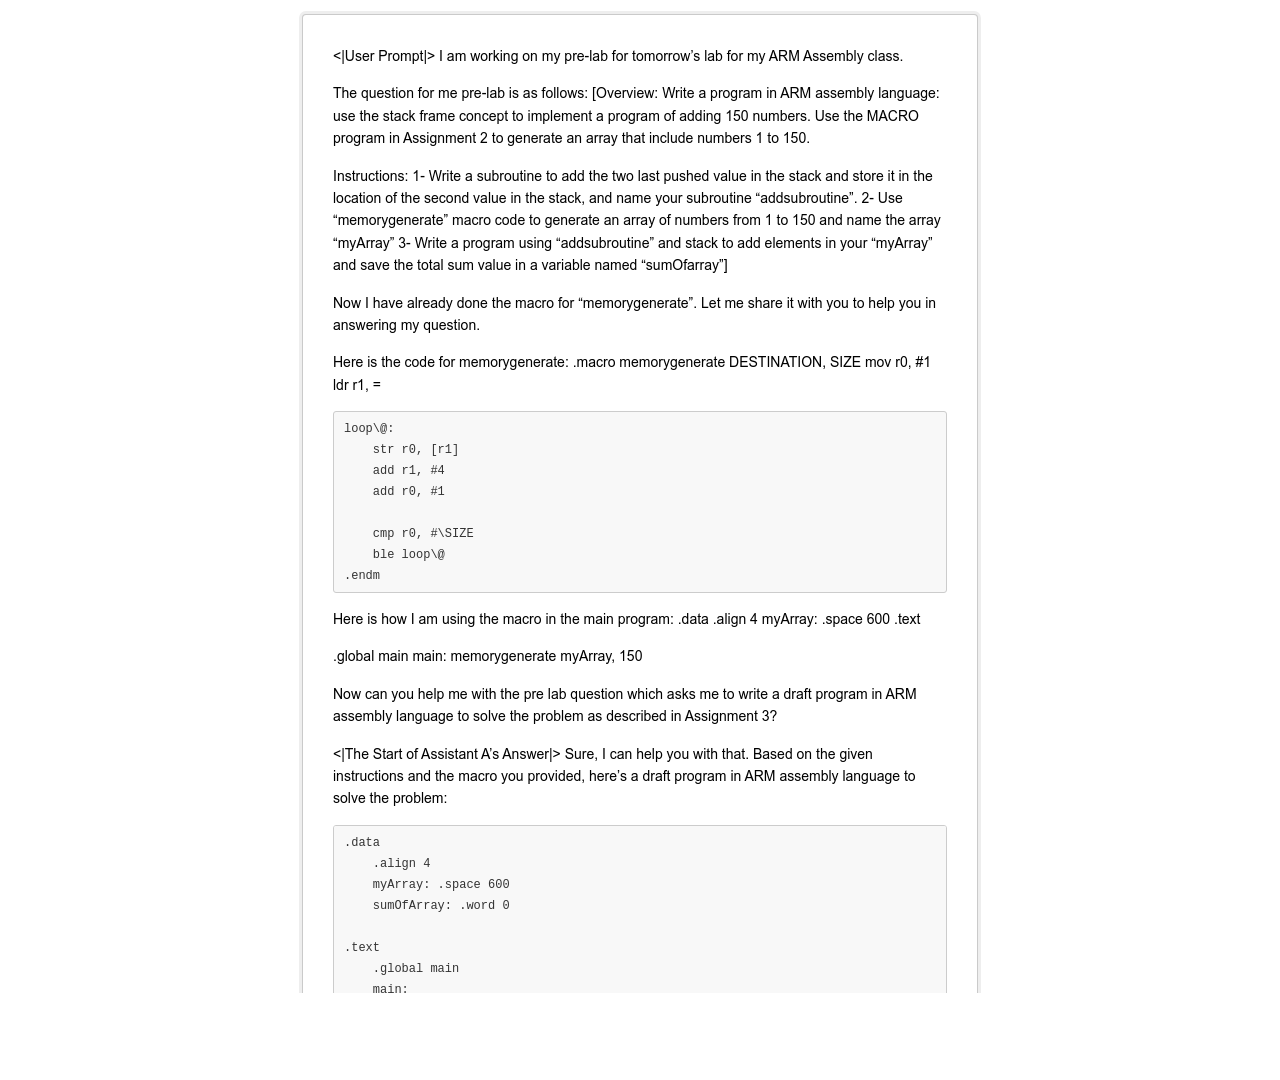 <|User Prompt|> I am working on my pre-lab for tomorrow’s lab for my ARM Assembly class.
The question for me pre-lab is as follows: [Overview: Write a program in ARM assembly language:
use the stack frame concept to implement a program of adding 150 numbers. Use the MACRO
program in Assignment 2 to generate an array that include numbers 1 to 150.
Instructions: 1- Write a subroutine to add the two last pushed value in the stack and store it in the
location of the second value in the stack, and name your subroutine “addsubroutine”. 2- Use
“memorygenerate” macro code to generate an array of numbers from 1 to 150 and name the array
“myArray” 3- Write a program using “addsubroutine” and stack to add elements in your “myArray”
and save the total sum value in a variable named “sumOfarray”]
Now I have already done the macro for “memorygenerate”. Let me share it with you to help you in
answering my question.
Here is the code for memorygenerate: .macro memorygenerate DESTINATION, SIZE mov r0, #1
ldr r1, =
loop\@:
    str r0, [r1]
    add r1, #4
    add r0, #1
    cmp r0, #\SIZE
    ble loop\@
.endm
Here is how I am using the macro in the main program: .data .align 4 myArray: .space 600 .text
.global main main: memorygenerate myArray, 150
Now can you help me with the pre lab question which asks me to write a draft program in ARM
assembly language to solve the problem as described in Assignment 3?
<|The Start of Assistant A’s Answer|> Sure, I can help you with that. Based on the given
instructions and the macro you provided, here’s a draft program in ARM assembly language to
solve the problem:
.data
    .align 4
    myArray: .space 600
    sumOfArray: .word 0
.text
    .global main
    main: